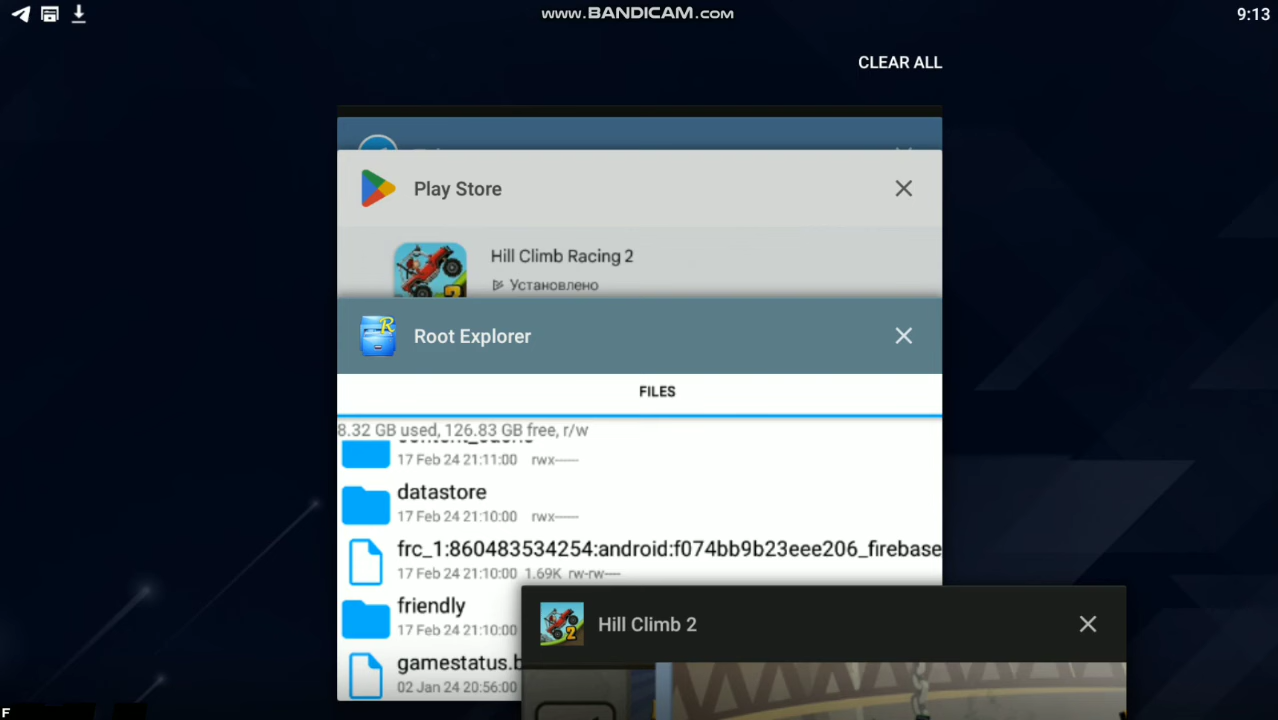 www.BANDICAM.com
9:13
CLEAR ALL
Play Store
Hill Climb Racing 2
Установлено
Root Explorer
FILES
8.32 GB used, 126.83 GB free, r/w
17 Feb 24 21:11:00 rwx------
datastore
17 Feb 24 21:10:00 rwx------
frc_1:860483534254:android:f074bb9b23eee206_firebase
17 Feb 24 21:10:00 1.69K rw-rw----
friendly
17 Feb 24 21:10:00
Hill Climb 2
gamestatus.b
02 Jan 24 20:56:00
F